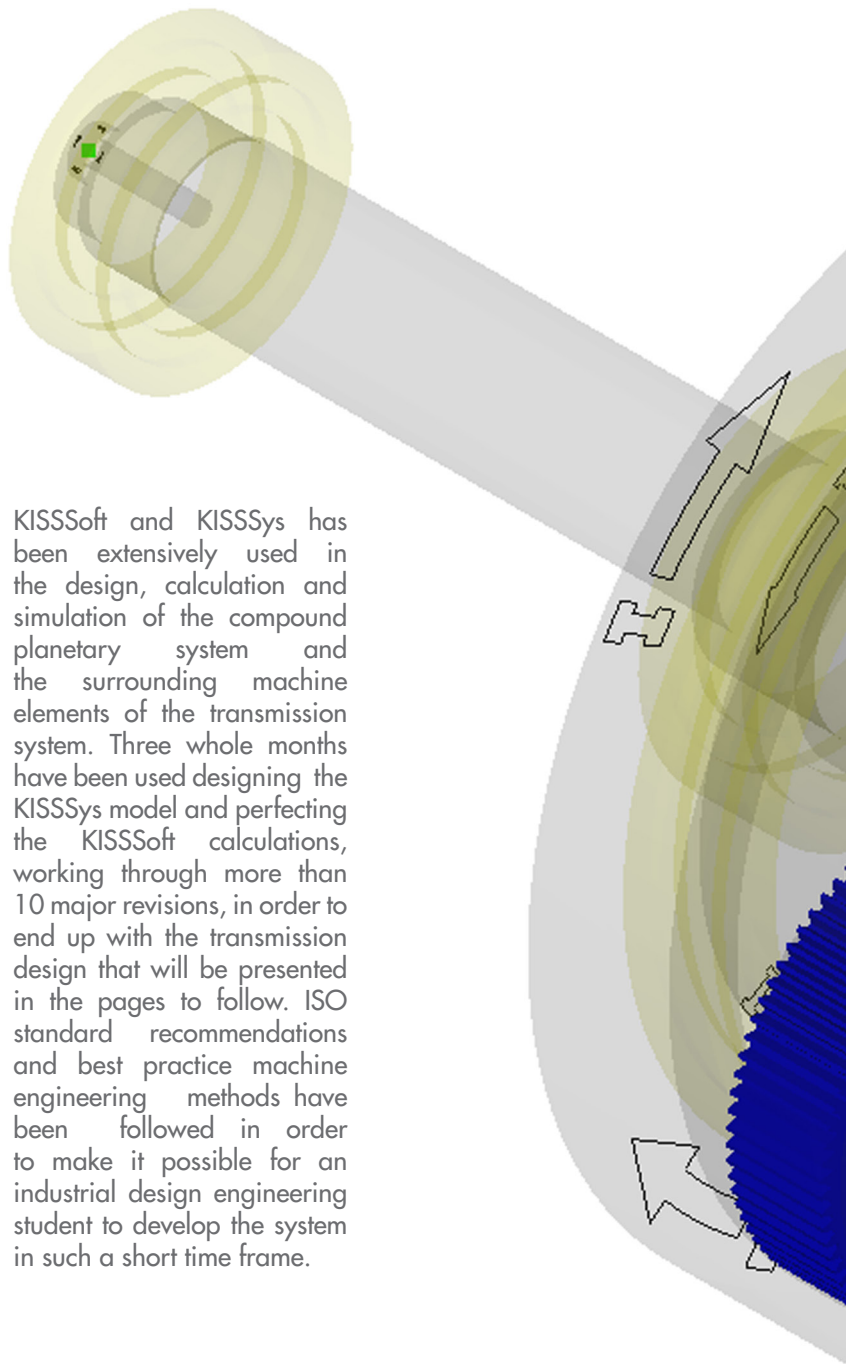 KISSSoft and KISSSys has
been extensively used in
the design, calculation and
simulation of the compound
planetary system and
the surrounding machine
elements of the transmission
system. Three whole months
have been used designing the
KISSSys model and perfecting
the KISSSoft calculations,
working through more than
10 major revisions, in order to
end up with the transmission
design that will be presented
in the pages to follow. ISO
standard recommendations
and best practice machine
engineering methods have
been followed in order
to make it possible for an
industrial design engineering
student to develop the system
in such a short time frame.